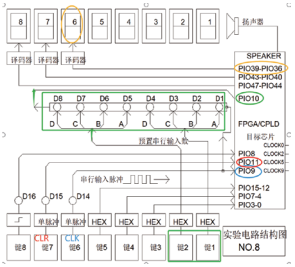 8 7 6 5 4 3 2 1
扬声器
译码器 译码器 译码器
SPEAKER
PIO39-PIO36
PIO43-PIO40
PIO47-PIO44
PIO10
D8 D7 D6 D5 D4 D3 D2 D1
D C B A D C B A
预置串行输入数
FPGA/CPLD
目标芯片
CLOCK0
PIO8
CLOCK2
PIO11
CLOCK5
PIO9
CLOCK9
D16 D15 D14
串行输入脉冲
PIO15-12
PIO7-4
PIO3-0
单脉冲 单脉冲 HEX HEX HEX HEX
CLR CLK
键8 键7 键6 键5 键4 键3 键2 键1
实验电路结构图
NO.8